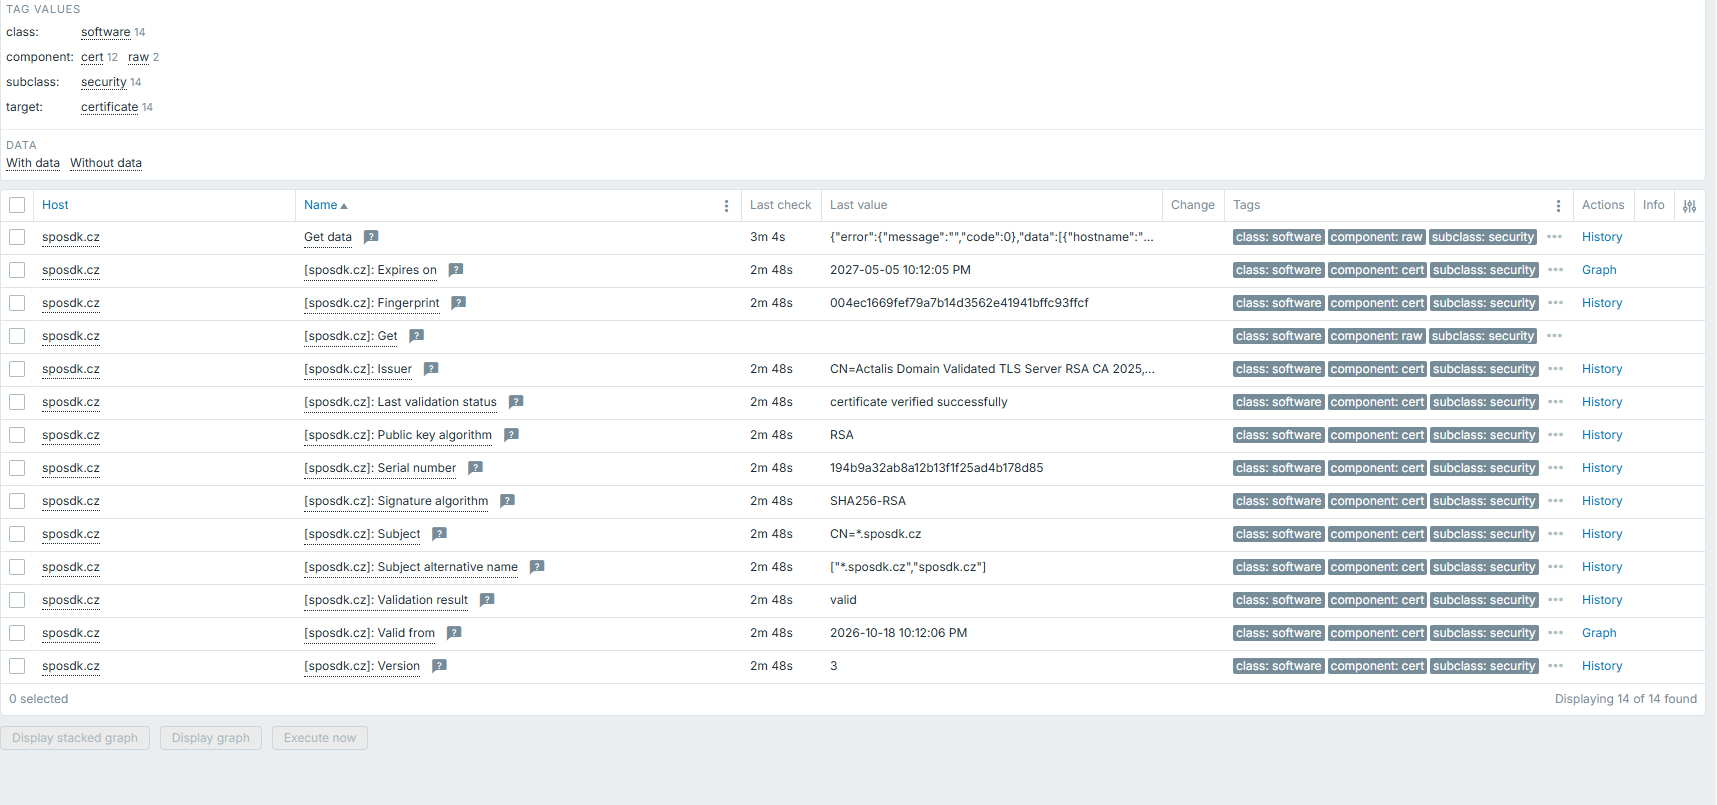 TAG VALUES
class: software 14
component: cert 12 raw 2
subclass: security 14
target: certificate 14
DATA
With data Without data
Host Name Last check Last value Change Tags Actions Info
sposdk.cz Get data ? 3m 4s {"error":{"message":"","code":0},"data":[{"hostname":"... class: software component: raw subclass: security ••• History
sposdk.cz [sposdk.cz]: Expires on ? 2m 48s 2027-05-05 10:12:05 PM class: software component: cert subclass: security ••• Graph
sposdk.cz [sposdk.cz]: Fingerprint ? 2m 48s 004ec1669fef79a7b14d3562e41941bffc93ffcf class: software component: cert subclass: security ••• History
sposdk.cz [sposdk.cz]: Get ? class: software component: raw subclass: security •••
sposdk.cz [sposdk.cz]: Issuer ? 2m 48s CN=Actalis Domain Validated TLS Server RSA CA 2025,... class: software component: cert subclass: security ••• History
sposdk.cz [sposdk.cz]: Last validation status ? 2m 48s certificate verified successfully class: software component: cert subclass: security ••• History
sposdk.cz [sposdk.cz]: Public key algorithm ? 2m 48s RSA class: software component: cert subclass: security ••• History
sposdk.cz [sposdk.cz]: Serial number ? 2m 48s 194b9a32ab8a12b13f1f25ad4b178d85 class: software component: cert subclass: security ••• History
sposdk.cz [sposdk.cz]: Signature algorithm ? 2m 48s SHA256-RSA class: software component: cert subclass: security ••• History
sposdk.cz [sposdk.cz]: Subject ? 2m 48s CN=*.sposdk.cz class: software component: cert subclass: security ••• History
sposdk.cz [sposdk.cz]: Subject alternative name ? 2m 48s ["*.sposdk.cz","sposdk.cz"] class: software component: cert subclass: security ••• History
sposdk.cz [sposdk.cz]: Validation result ? 2m 48s valid class: software component: cert subclass: security ••• History
sposdk.cz [sposdk.cz]: Valid from ? 2m 48s 2026-10-18 10:12:06 PM class: software component: cert subclass: security ••• Graph
sposdk.cz [sposdk.cz]: Version ? 2m 48s 3 class: software component: cert subclass: security ••• History
0 selected Displaying 14 of 14 found
Display stacked graph Display graph Execute now